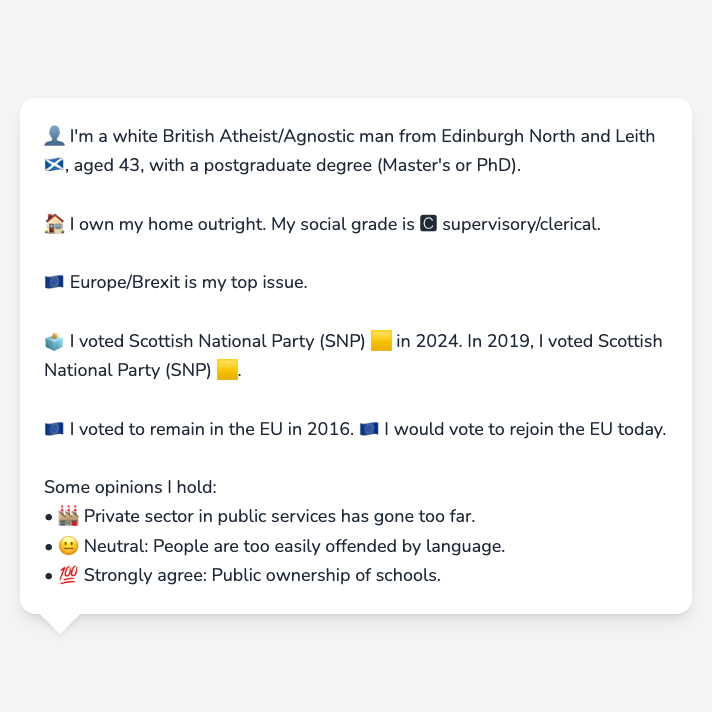 👤 I'm a white British Atheist/Agnostic man from Edinburgh North and Leith
🏴󠁧󠁢󠁳󠁣󠁴󠁿, aged 43, with a postgraduate degree (Master's or PhD).
🏠 I own my home outright. My social grade is 🅲 supervisory/clerical.
🇪🇺 Europe/Brexit is my top issue.
🗳️ I voted Scottish National Party (SNP) 🟨 in 2024. In 2019, I voted Scottish
National Party (SNP) 🟨.
🇪🇺 I voted to remain in the EU in 2016. 🇪🇺 I would vote to rejoin the EU today.
Some opinions I hold:
• 🏭 Private sector in public services has gone too far.
• 😐 Neutral: People are too easily offended by language.
• 💯 Strongly agree: Public ownership of schools.